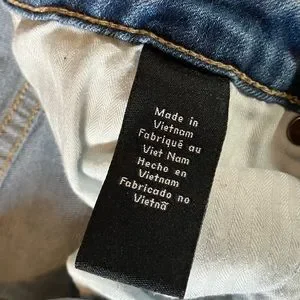 Made in
Vietnam
Fabriqué au
Viet Nam
Hecho en
Vietnam
Fabricado no
Vietnã